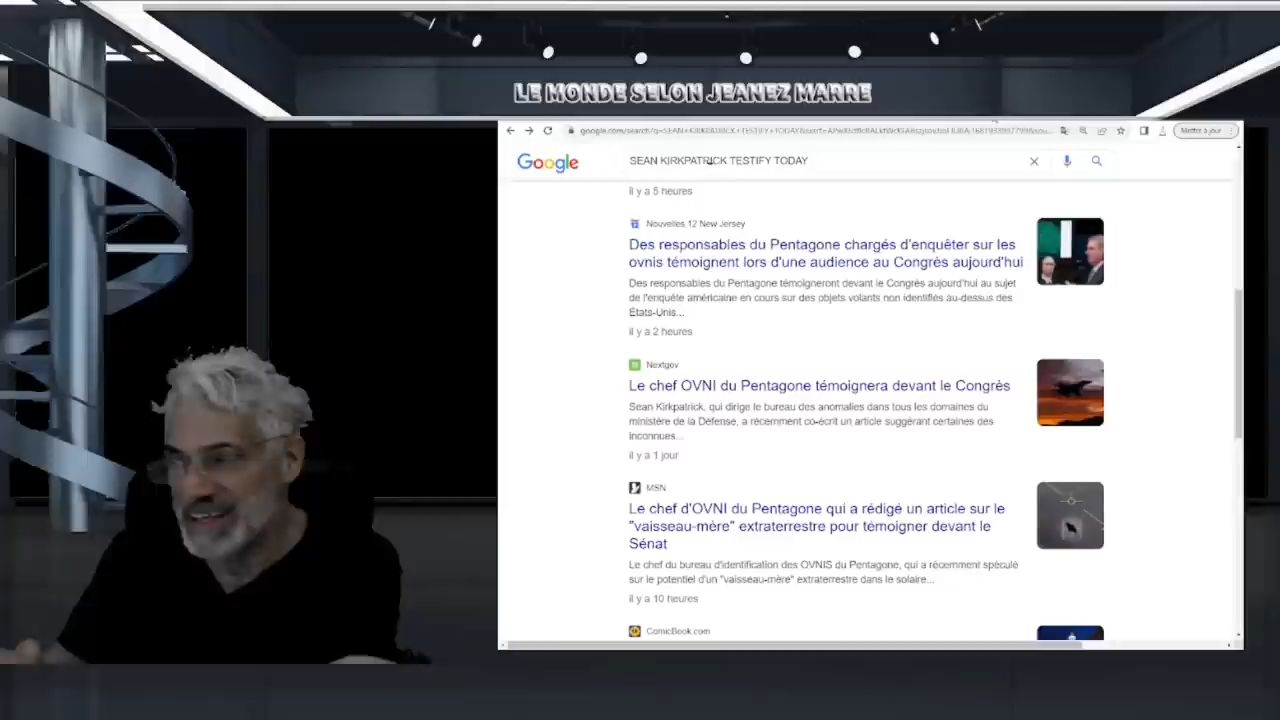 LE MONDE SELON JEANEZ MARRE
Mettre à jour
Google
SEAN KIRKPATRICK TESTIFY TODAY
il y a 5 heures
Nouvelles 12 New Jersey
Des responsables du Pentagone chargés d'enquêter sur les
ovnis témoignent lors d'une audience au Congrès aujourd'hui
Des responsables du Pentagone témoigneront devant le Congrès aujourd'hui au sujet
de l'enquête américaine en cours sur des objets volants non identifiés au-dessus des
États-Unis...
il y a 2 heures
Nextgov
Le chef OVNI du Pentagone témoignera devant le Congrès
Sean Kirkpatrick, qui dirige le bureau des anomalies dans tous les domaines du
ministère de la Défense, a récemment co-écrit un article suggérant certaines des
inconnues...
il y a 1 jour
MSN
Le chef d'OVNI du Pentagone qui a rédigé un article sur le
"vaisseau-mère" extraterrestre pour témoigner devant le
Sénat
Le chef du bureau d'identification des OVNIS du Pentagone, qui a récemment spéculé
sur le potentiel d'un "vaisseau-mère" extraterrestre dans le solaire...
il y a 10 heures
ComicBook.com